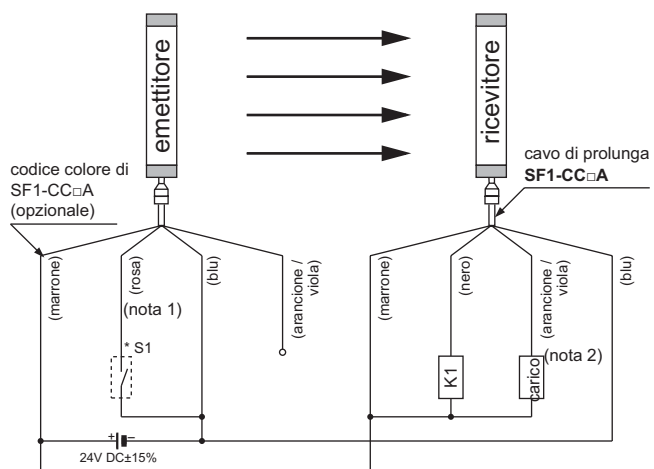 emettitore
ricevitore
codice colore di
SF1-CC□A
(opzionale)
cavo di prolunga
SF1-CC□A
(marrone)
(rosa)
(blu)
(arancione /
viola)
(marrone)
(nero)
(arancione /
viola)
(blu)
(nota 1)
* S1
K1
carico
(nota 2)
+ −
24V DC±15%